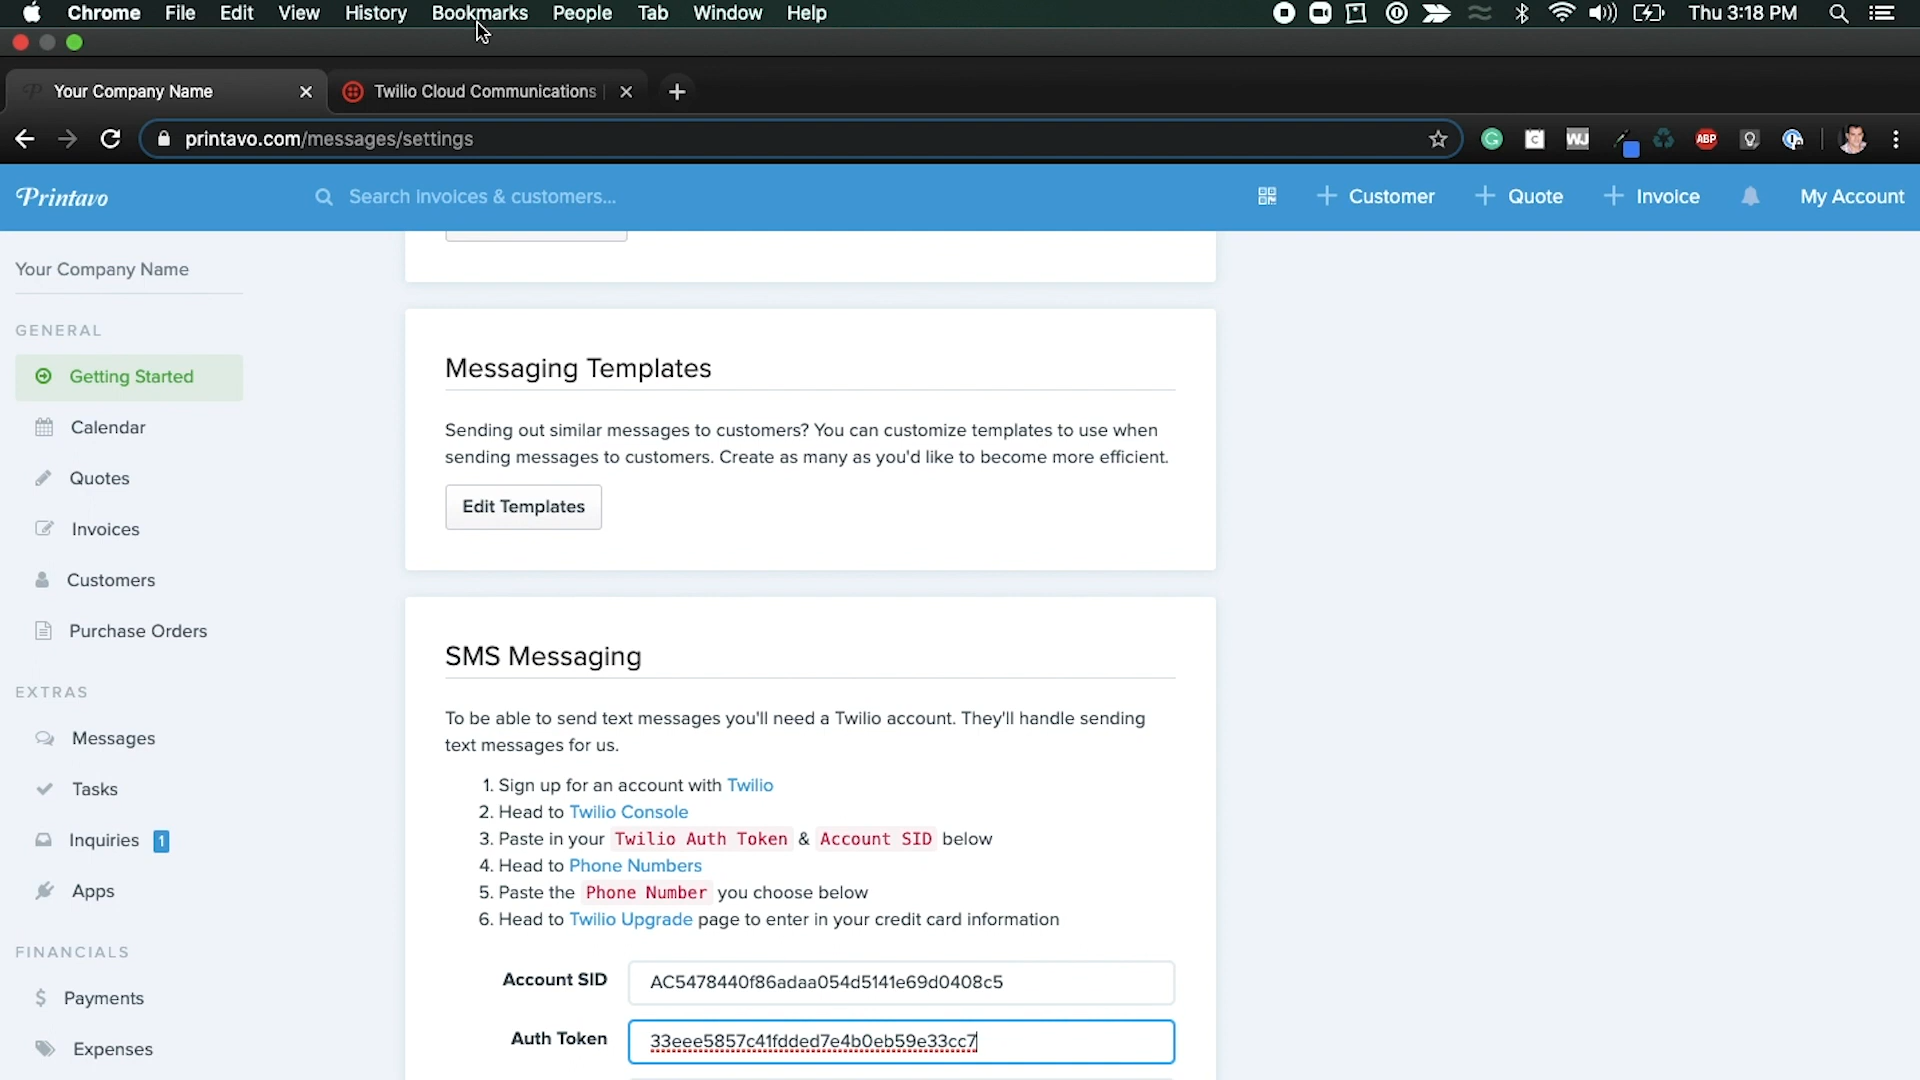 Chrome File Edit View History Bookmarks People Tab Window Help Thu 3:18 PM
Your Company Name Twilio Cloud Communications
printavo.com/messages/settings
Printavo Search invoices & customers... Customer Quote Invoice My Account
Your Company Name
GENERAL
Getting Started
Calendar
Quotes
Invoices
Customers
Purchase Orders
EXTRAS
Messages
Tasks
Inquiries 1
Apps
FINANCIALS
Payments
Expenses
Messaging Templates
Sending out similar messages to customers? You can customize templates to use when
sending messages to customers. Create as many as you'd like to become more efficient.
Edit Templates
SMS Messaging
To be able to send text messages you'll need a Twilio account. They'll handle sending
text messages for us.
1. Sign up for an account with Twilio
2. Head to Twilio Console
3. Paste in your Twilio Auth Token & Account SID below
4. Head to Phone Numbers
5. Paste the Phone Number you choose below
6. Head to Twilio Upgrade page to enter in your credit card information
Account SID AC5478440f86adaa054d5141e69d0408c5
Auth Token 33eee5857c41fdded7e4b0eb59e33cc7
WJ
ABP